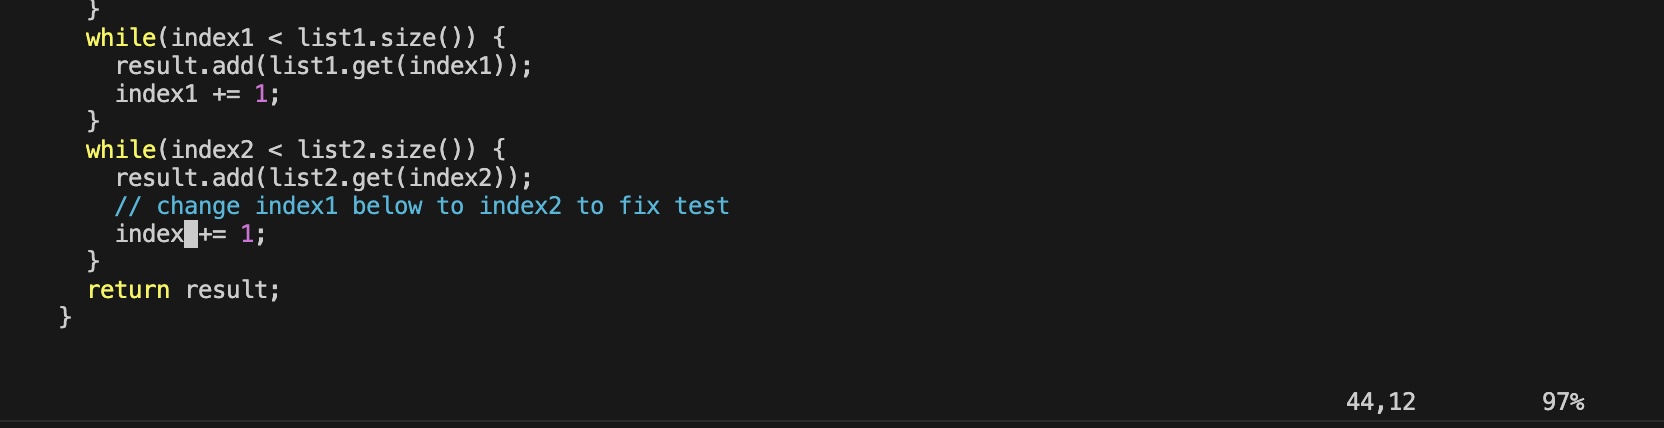 }
while(index1 < list1.size()) {
result.add(list1.get(index1));
index1 += 1;
}
while(index2 < list2.size()) {
result.add(list2.get(index2));
// change index1 below to index2 to fix test
index += 1;
}
return result;
}
44,12 97%